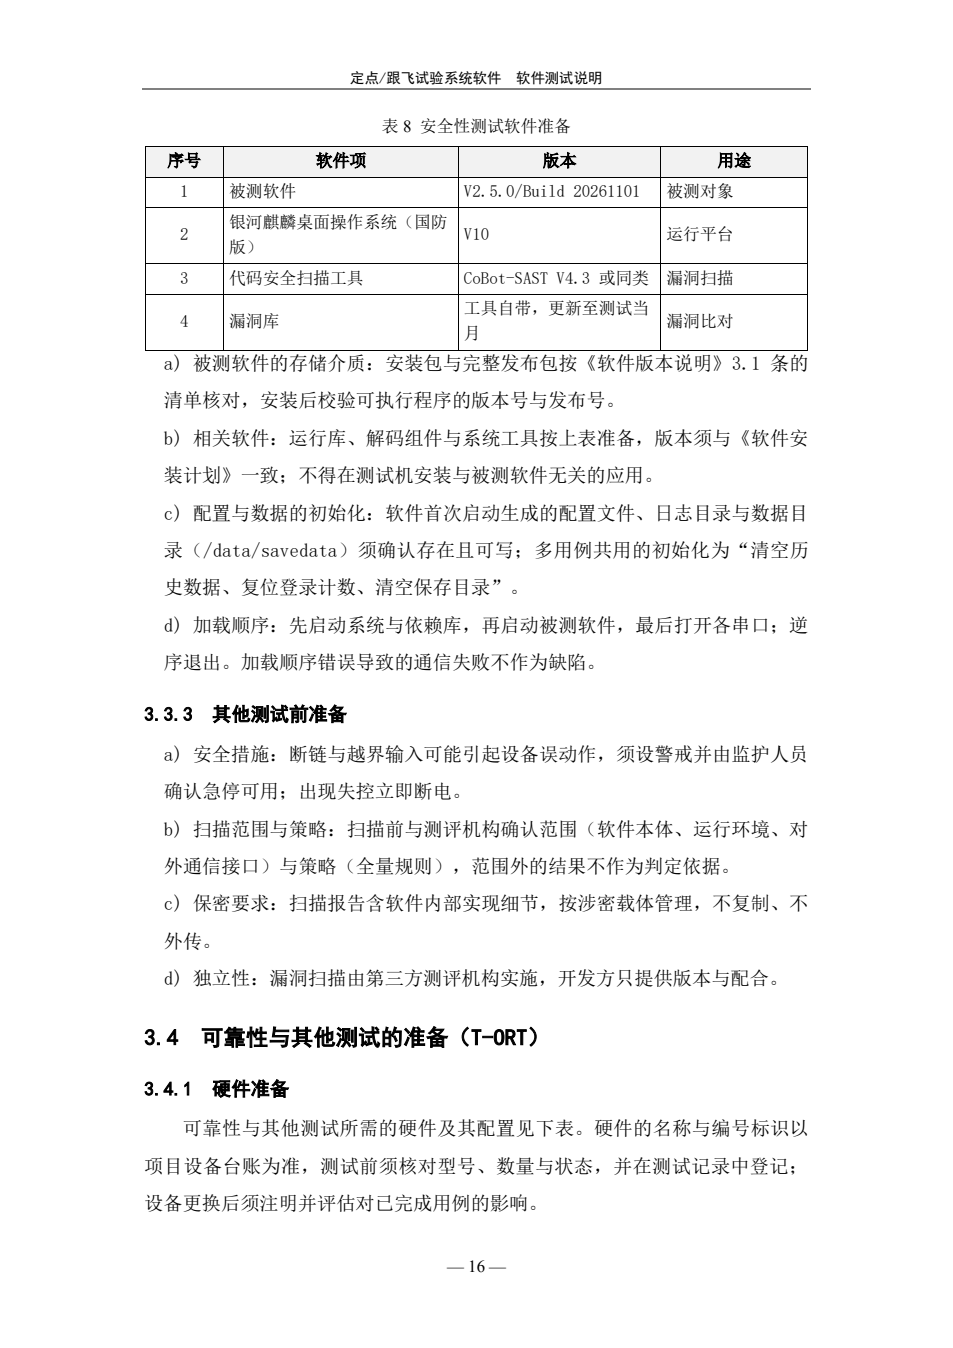 定点/跟飞试验系统软件　软件测试说明
表 8 安全性测试软件准备
序号 软件项 版本 用途
1 被测软件 V2.5.0/Build 20261101 被测对象
2 银河麒麟桌面操作系统（国防版） V10 运行平台
3 代码安全扫描工具 CoBot-SAST V4.3 或同类 漏洞扫描
4 漏洞库 工具自带，更新至测试当月 漏洞比对
a) 被测软件的存储介质：安装包与完整发布包按《软件版本说明》3.1 条的
清单核对，安装后校验可执行程序的版本号与发布号。
b) 相关软件：运行库、解码组件与系统工具按上表准备，版本须与《软件安
装计划》一致；不得在测试机安装与被测软件无关的应用。
c) 配置与数据的初始化：软件首次启动生成的配置文件、日志目录与数据目
录（/data/savedata）须确认存在且可写；多用例共用的初始化为“清空历
史数据、复位登录计数、清空保存目录”。
d) 加载顺序：先启动系统与依赖库，再启动被测软件，最后打开各串口；逆
序退出。加载顺序错误导致的通信失败不作为缺陷。
3.3.3 其他测试前准备
a) 安全措施：断链与越界输入可能引起设备误动作，须设警戒并由监护人员
确认急停可用；出现失控立即断电。
b) 扫描范围与策略：扫描前与测评机构确认范围（软件本体、运行环境、对
外通信接口）与策略（全量规则），范围外的结果不作为判定依据。
c) 保密要求：扫描报告含软件内部实现细节，按涉密载体管理，不复制、不
外传。
d) 独立性：漏洞扫描由第三方测评机构实施，开发方只提供版本与配合。
3.4 可靠性与其他测试的准备（T-ORT）
3.4.1 硬件准备
可靠性与其他测试所需的硬件及其配置见下表。硬件的名称与编号标识以
项目设备台账为准，测试前须核对型号、数量与状态，并在测试记录中登记；
设备更换后须注明并评估对已完成用例的影响。
— 16 —